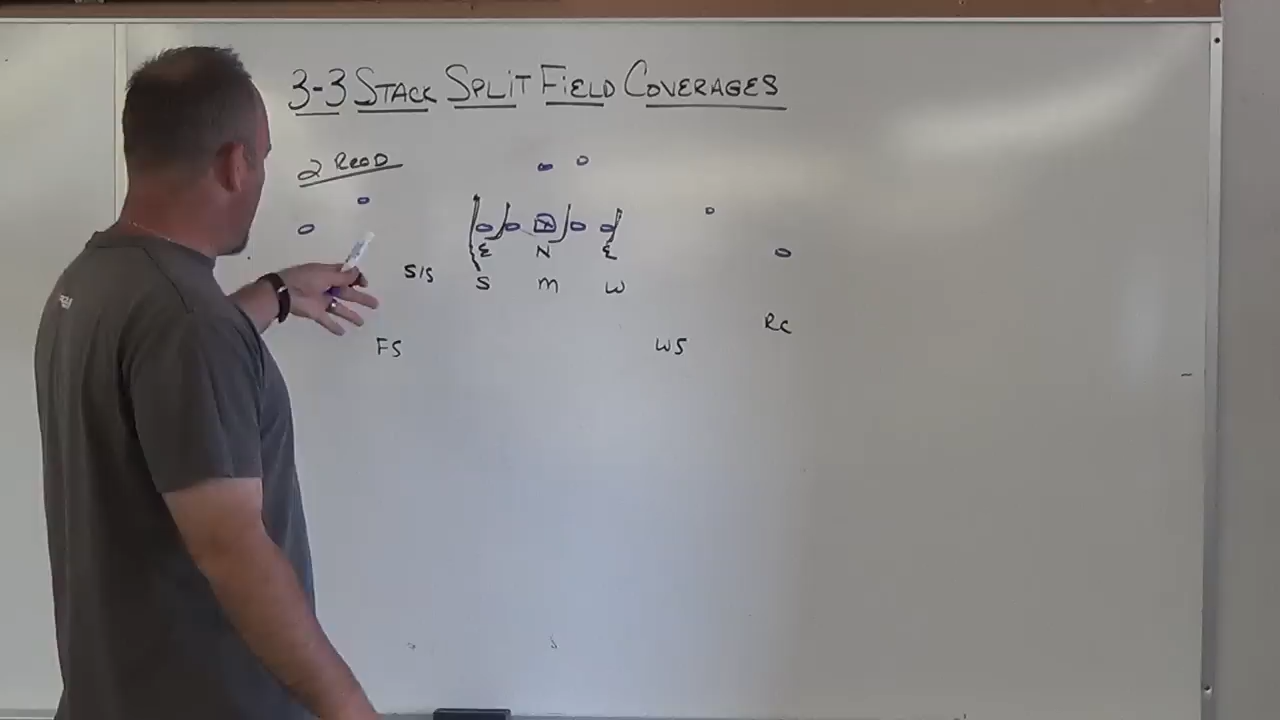 3-3 STACK SPLIT FIELD COVERAGES
2 READ
S/S E N E
S M W
FS WS RC